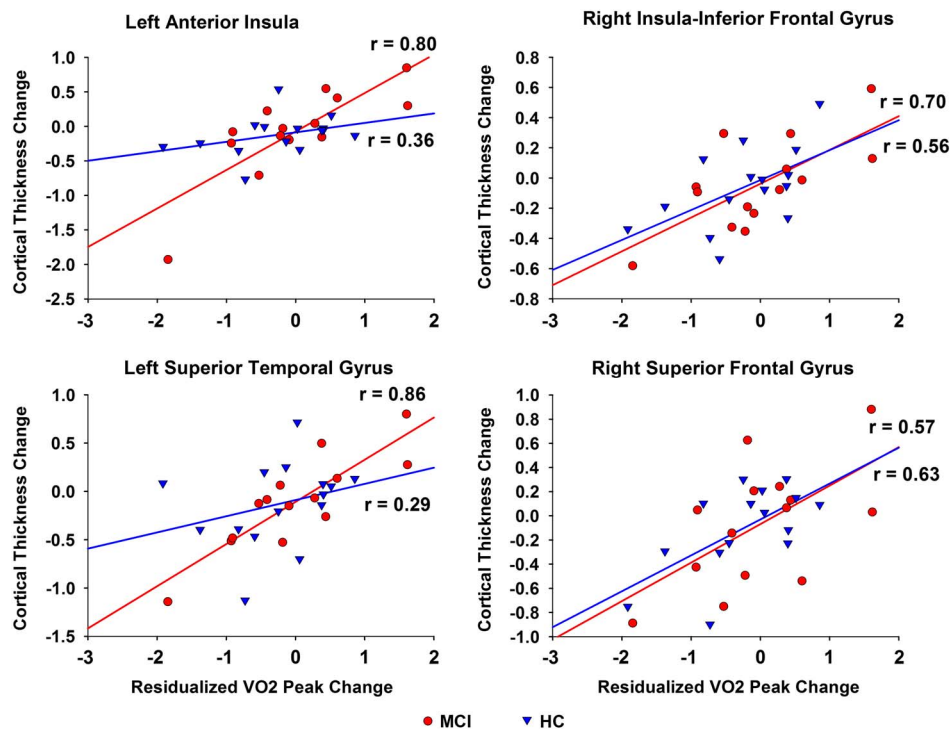 Left Anterior Insula
Cortical Thickness Change
1.0
0.5
0.0
-0.5
-1.0
-1.5
-2.0
-2.5
r = 0.80
r = 0.36
-3 -2 -1 0 1 2
Right Insula-Inferior Frontal Gyrus
Cortical Thickness Change
0.8
0.6
0.4
0.2
0.0
-0.2
-0.4
-0.6
0.8
r = 0.70
r = 0.56
-3 -2 -1 0 1 2
Left Superior Temporal Gyrus
Cortical Thickness Change
1.0
0.5
0.0
-0.5
-1.0
-1.5
r = 0.86
r = 0.29
-3 -2 -1 0 1 2
Residualized VO2 Peak Change
Right Superior Frontal Gyrus
Cortical Thickness Change
1.0
0.8
0.6
0.4
0.2
0.0
-0.2
-0.4
-0.6
-0.8
-1.0
r = 0.57
r = 0.63
-3 -2 -1 0 1 2
Residualized VO2 Peak Change
MCI HC